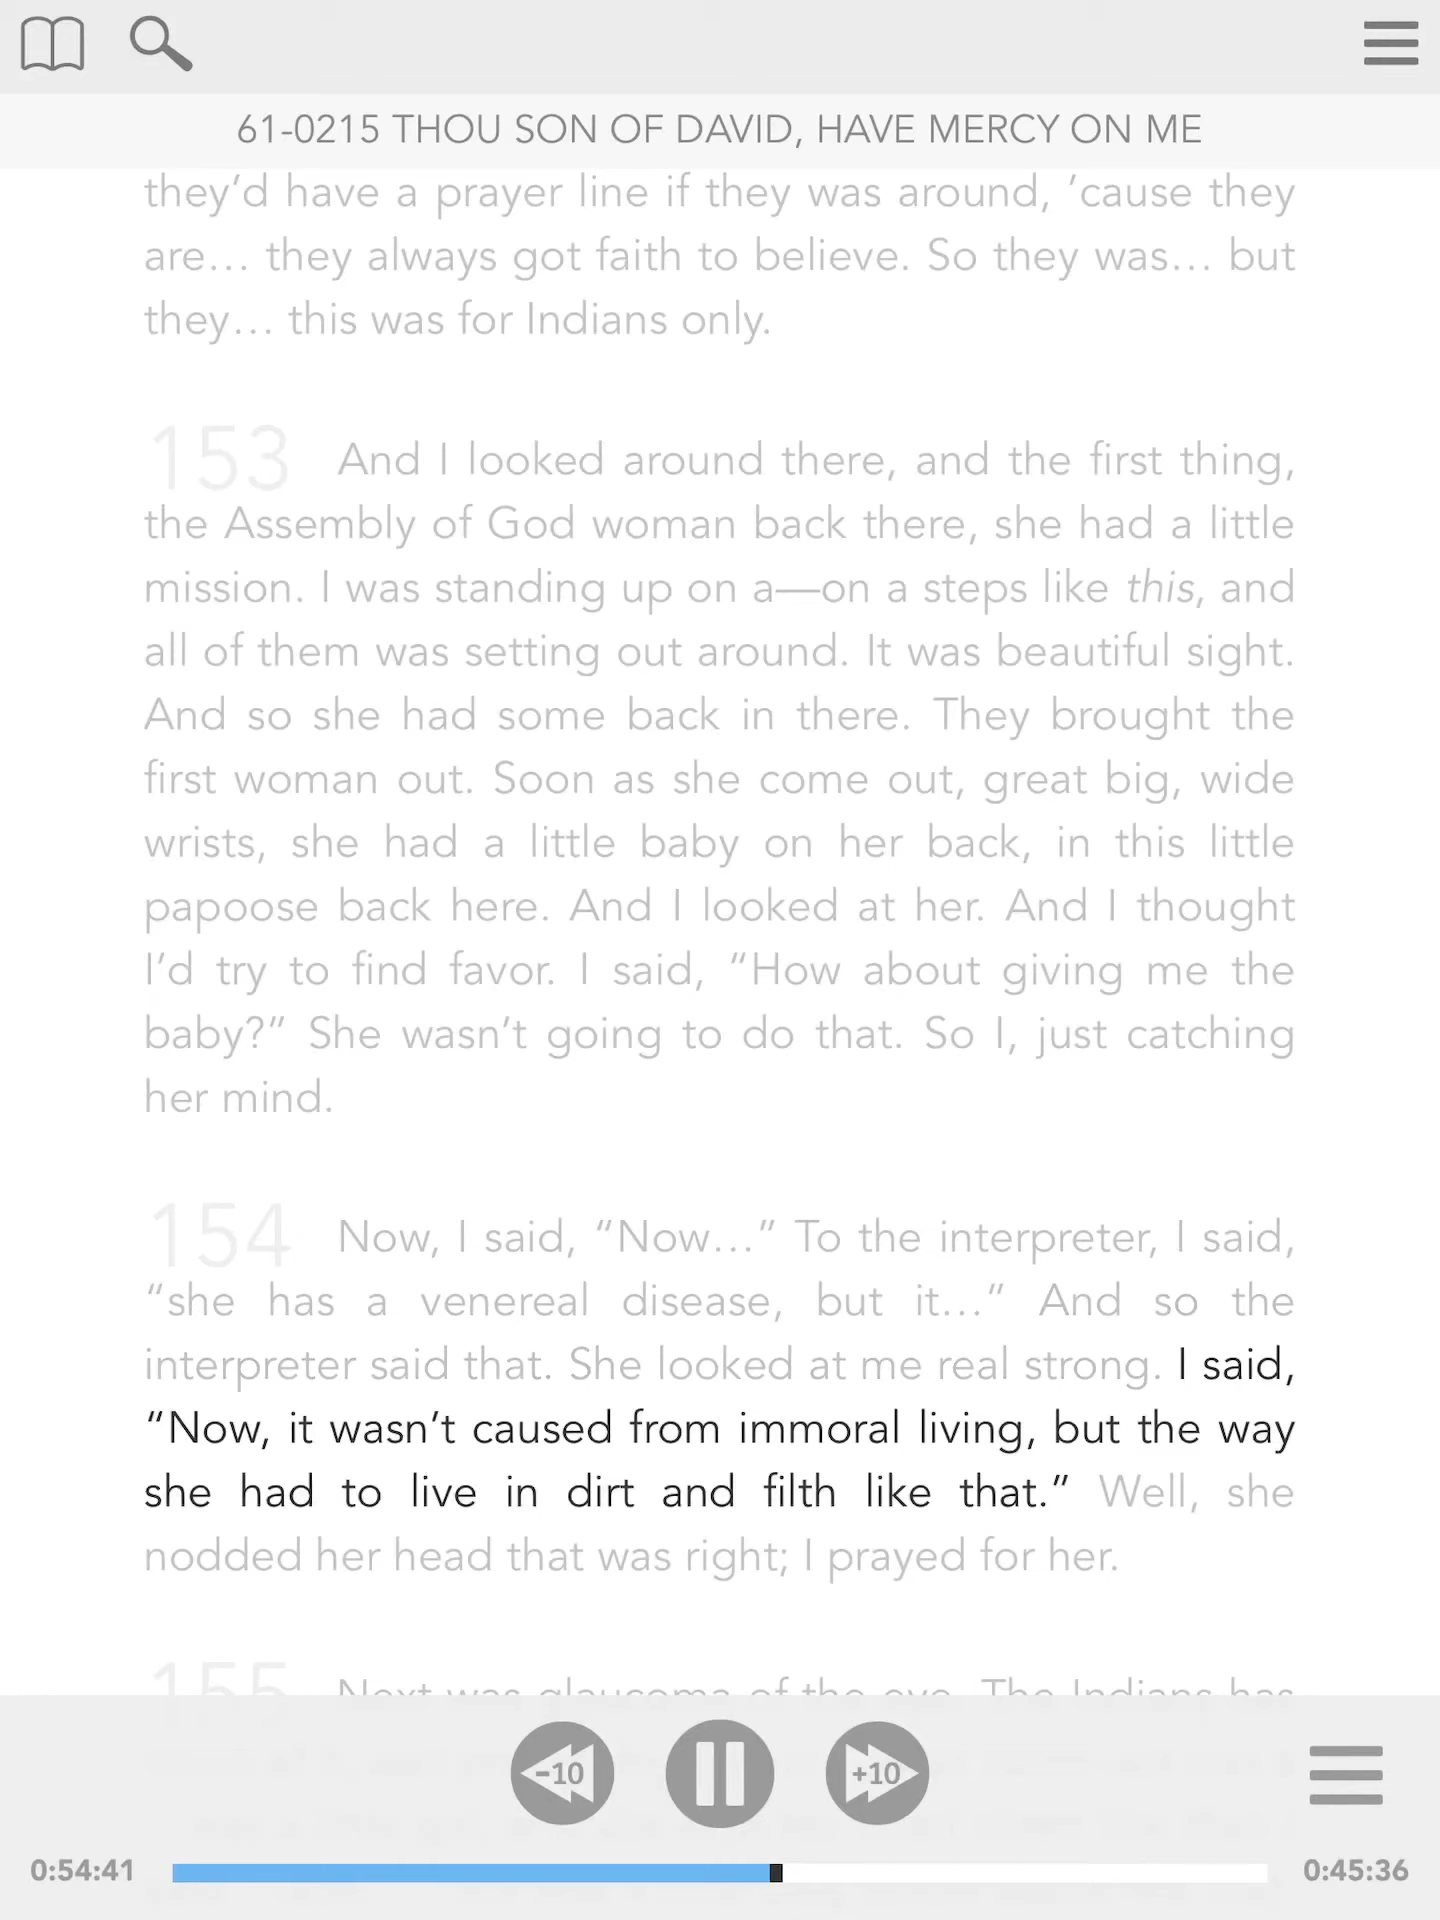 61-0215 THOU SON OF DAVID, HAVE MERCY ON ME
they’d have a prayer line if they was around, ’cause they
are… they always got faith to believe. So they was… but
they… this was for Indians only.
153 And I looked around there, and the first thing,
the Assembly of God woman back there, she had a little
mission. I was standing up on a—on a steps like this, and
all of them was setting out around. It was beautiful sight.
And so she had some back in there. They brought the
first woman out. Soon as she come out, great big, wide
wrists, she had a little baby on her back, in this little
papoose back here. And I looked at her. And I thought
I’d try to find favor. I said, “How about giving me the
baby?” She wasn’t going to do that. So I, just catching
her mind.
154 Now, I said, “Now…” To the interpreter, I said,
“she has a venereal disease, but it…” And so the
interpreter said that. She looked at me real strong. I said,
“Now, it wasn’t caused from immoral living, but the way
she had to live in dirt and filth like that.” Well, she
nodded her head that was right; I prayed for her.
155 Next was glaucoma of the eye. The Indians has
-10 +10
0:54:41 0:45:36